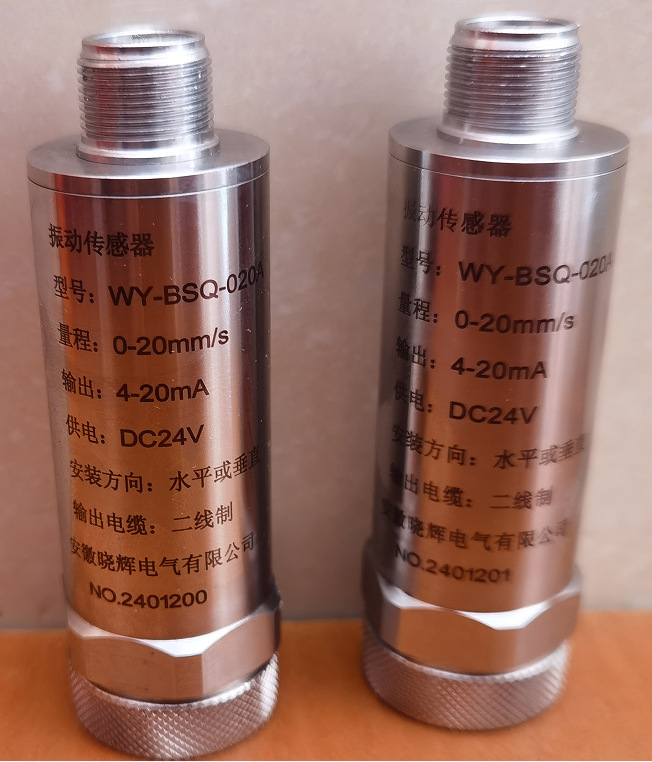 振动传感器
型号：WY-BSQ-020A
量程：0-20mm/s
输出：4-20mA
供电：DC24V
安装方向：水平或垂直
输出电缆：二线制
安徽晓辉电气有限公司
NO.2401200
振动传感器
型号：WY-BSQ-020A
量程：0-20mm/s
输出：4-20mA
供电：DC24V
安装方向：水平或垂直
输出电缆：二线制
安徽晓辉电气有限公司
NO.2401201